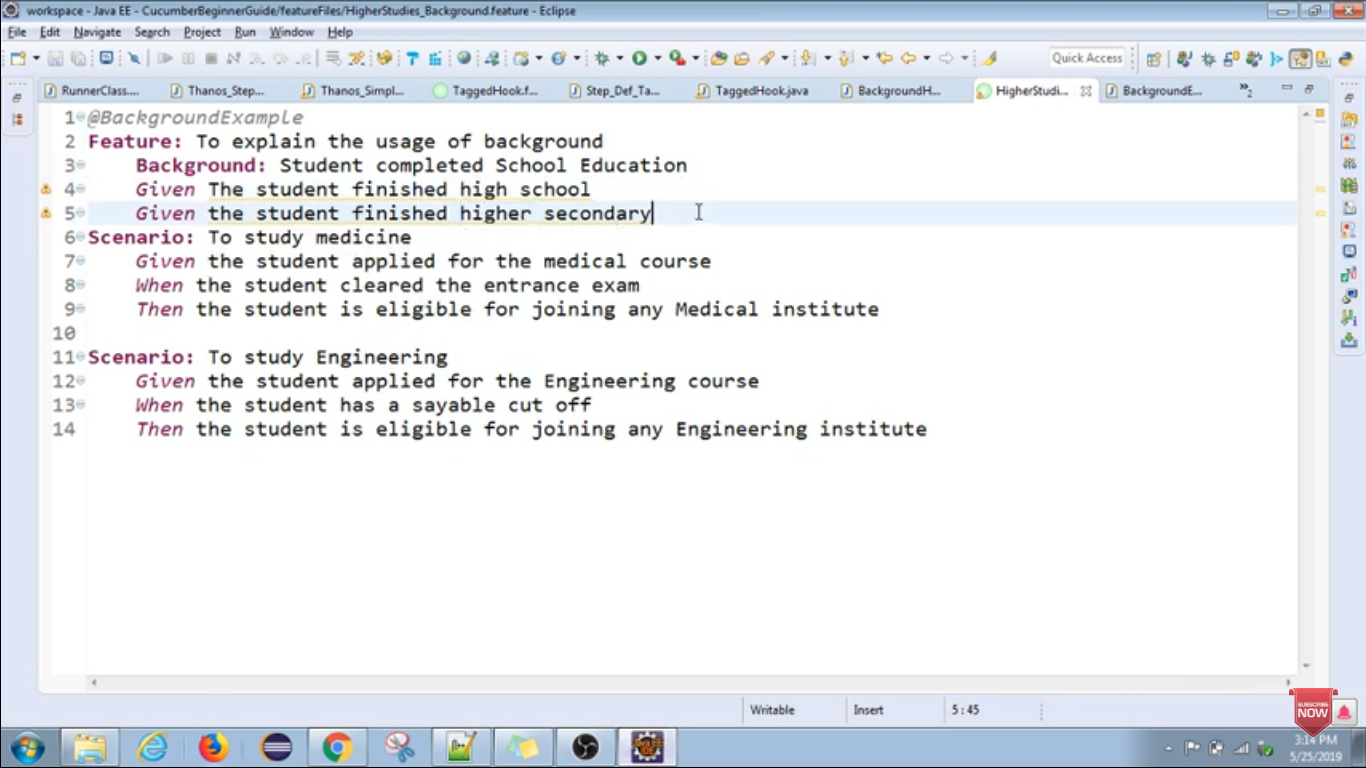 workspace - Java EE - CucumberBeginnerGuide/featureFiles/HigherStudies_Background.feature - Eclipse
File Edit Navigate Search Project Run Window Help
Quick Access
RunnerClass.... Thanos_Step... Thanos_Simpl... TaggedHook.f... Step_Def_Ta... TaggedHook.java BackgroundH... HigherStudi... BackgroundE... »2
1 @BackgroundExample
2 Feature: To explain the usage of background
3 Background: Student completed School Education
4 Given The student finished high school
5 Given the student finished higher secondary
6 Scenario: To study medicine
7 Given the student applied for the medical course
8 When the student cleared the entrance exam
9 Then the student is eligible for joining any Medical institute
10
11 Scenario: To study Engineering
12 Given the student applied for the Engineering course
13 When the student has a sayable cut off
14 Then the student is eligible for joining any Engineering institute
Writable Insert 5:45
SUBSCRIBE
NOW
3:14 PM
5/25/2019